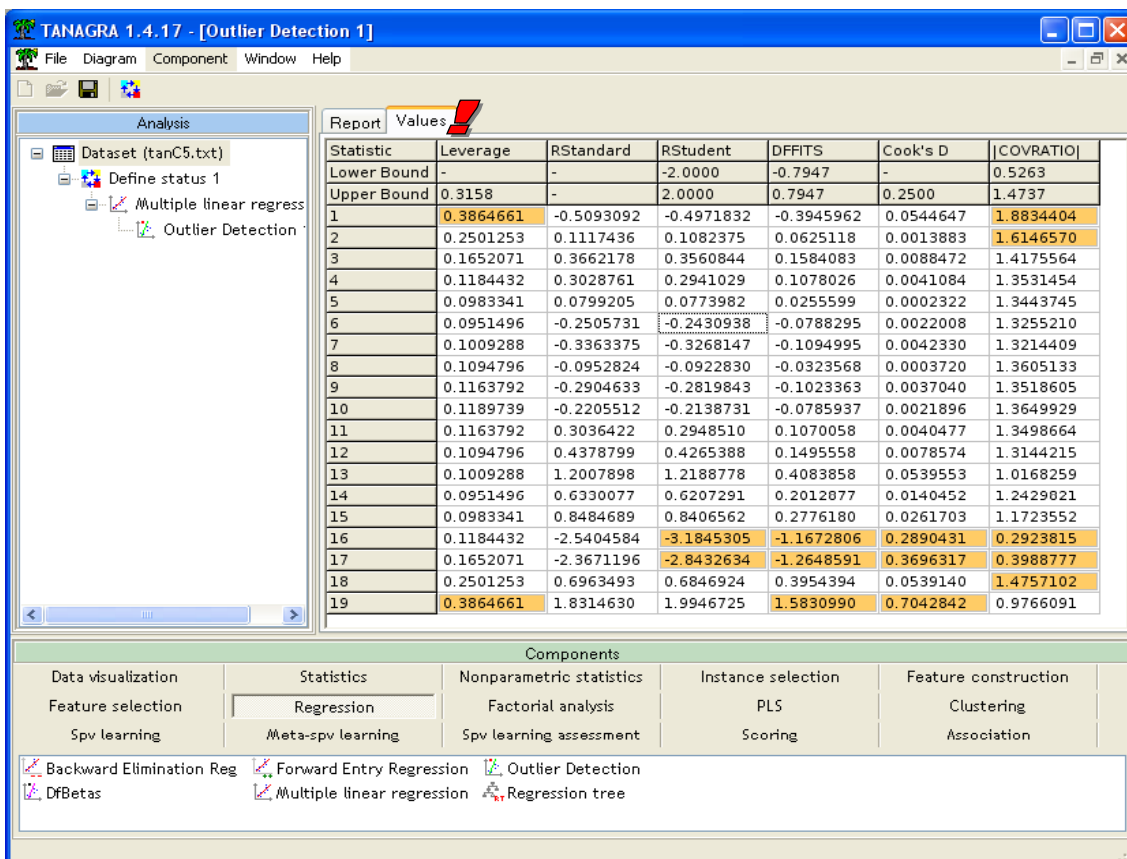 TANAGRA 1.4.17 - [Outlier Detection 1]
File Diagram Component Window Help
Analysis
Dataset (tanC5.txt)
Define status 1
Multiple linear regress
Outlier Detection
Report Values
Statistic Leverage RStandard RStudent DFFITS Cook's D |COVRATIO|
Lower Bound - - -2.0000 -0.7947 - 0.5263
Upper Bound 0.3158 - 2.0000 0.7947 0.2500 1.4737
1 0.3864661 -0.5093092 -0.4971832 -0.3945962 0.0544647 1.8834404
2 0.2501253 0.1117436 0.1082375 0.0625118 0.0013883 1.6146570
3 0.1652071 0.3662178 0.3560844 0.1584083 0.0088472 1.4175564
4 0.1184432 0.3028761 0.2941029 0.1078026 0.0041084 1.3531454
5 0.0983341 0.0799205 0.0773982 0.0255599 0.0002322 1.3443745
6 0.0951496 -0.2505731 -0.2430938 -0.0788295 0.0022008 1.3255210
7 0.1009288 -0.3363375 -0.3268147 -0.1094995 0.0042330 1.3214409
8 0.1094796 -0.0952824 -0.0922830 -0.0323568 0.0003720 1.3605133
9 0.1163792 -0.2904633 -0.2819843 -0.1023363 0.0037040 1.3518605
10 0.1189739 -0.2205512 -0.2138731 -0.0785937 0.0021896 1.3649929
11 0.1163792 0.3036422 0.2948510 0.1070058 0.0040477 1.3498664
12 0.1094796 0.4378799 0.4265388 0.1495558 0.0078574 1.3144215
13 0.1009288 1.2007898 1.2188778 0.4083858 0.0539553 1.0168259
14 0.0951496 0.6330077 0.6207291 0.2012877 0.0140452 1.2429821
15 0.0983341 0.8484689 0.8406562 0.2776180 0.0261703 1.1723552
16 0.1184432 -2.5404584 -3.1845305 -1.1672806 0.2890431 0.2923815
17 0.1652071 -2.3671196 -2.8432634 -1.2648591 0.3696317 0.3988777
18 0.2501253 0.6963493 0.6846924 0.3954394 0.0539140 1.4757102
19 0.3864661 1.8314630 1.9946725 1.5830990 0.7042842 0.9766091
Components
Data visualization Statistics Nonparametric statistics Instance selection Feature construction
Feature selection Regression Factorial analysis PLS Clustering
Spv learning Meta-spv learning Spv learning assessment Scoring Association
Backward Elimination Reg Forward Entry Regression Outlier Detection
DfBetas Multiple linear regression Regression tree